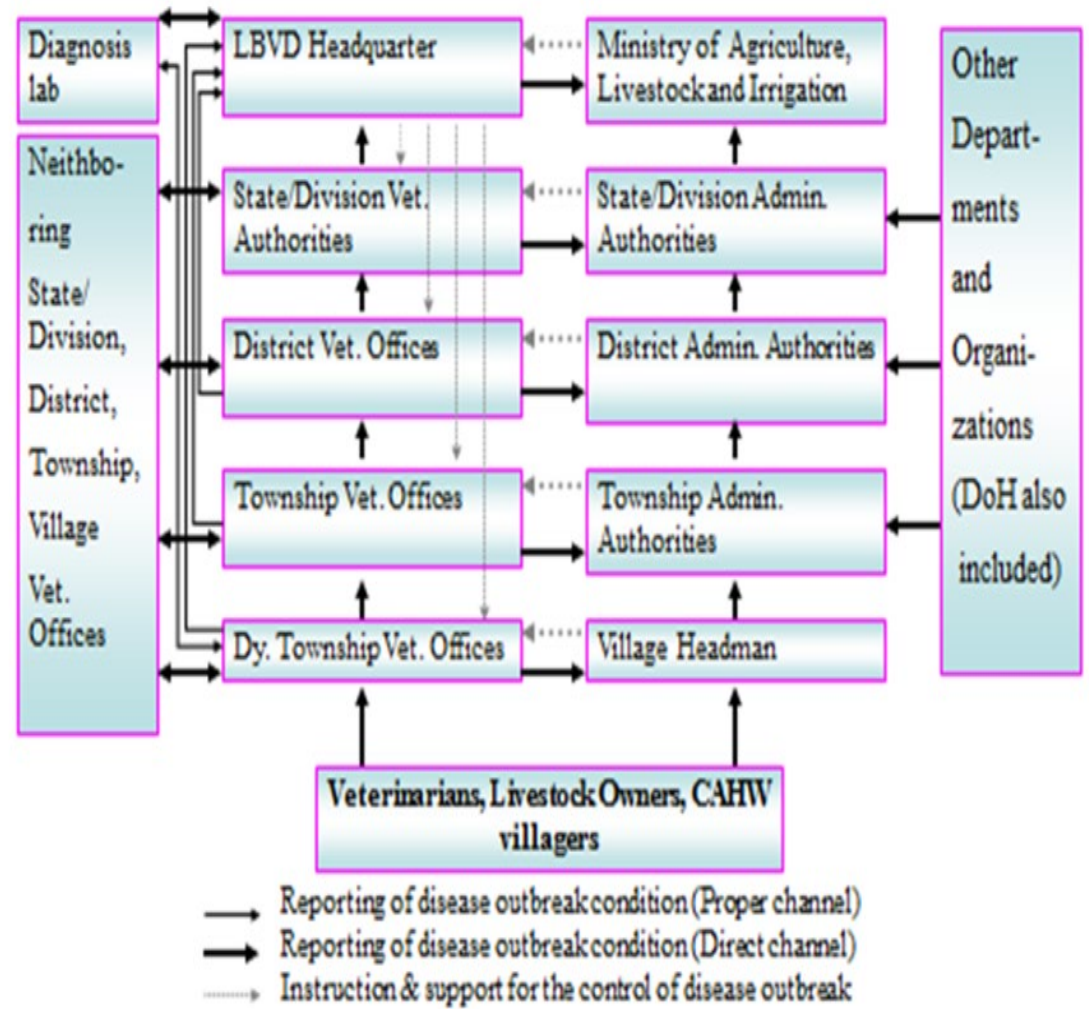 Diagnosis
lab
LBVD Headquarter
Ministry of Agriculture,
Livestock and Irrigation
Other
Depart-
ments
and
Organi-
zations
(DoH also
included)
Neithbo-
ring
State/
Division,
District,
Township,
Village
Vet.
Offices
State/Division Vet.
Authorities
State/Division Admin.
Authorities
District Vet. Offices
District Admin. Authorities
Township Vet. Offices
Township Admin.
Authorities
Dy. Township Vet. Offices
Village Headman
Veterinarians, Livestock Owners, CAHW
villagers
Reporting of disease outbreak condition (Proper channel)
Reporting of disease outbreak condition (Direct channel)
Instruction & support for the control of disease outbreak